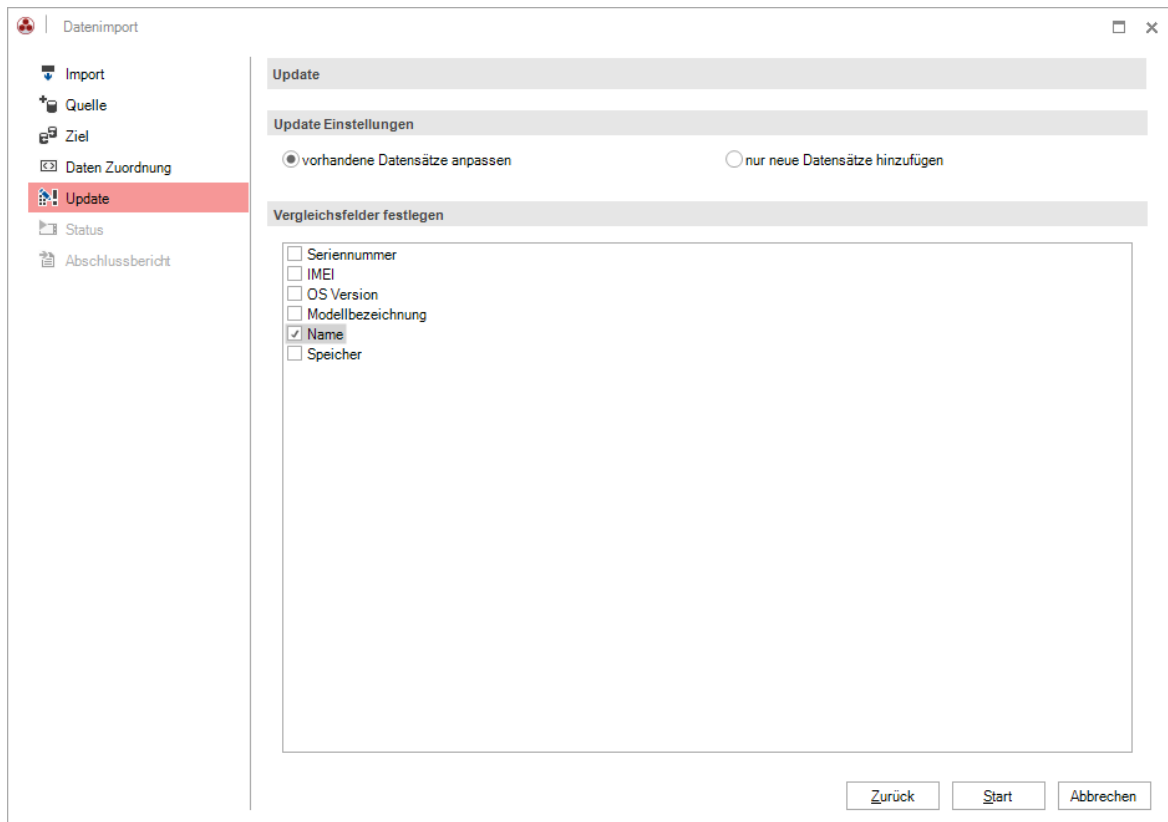 Datenimport
Import
Quelle
Ziel
Daten Zuordnung
Update
Status
Abschlussbericht
Update
Update Einstellungen
vorhandene Datensätze anpassen
nur neue Datensätze hinzufügen
Vergleichsfelder festlegen
Seriennummer
IMEI
OS Version
Modellbezeichnung
Name
Speicher
Zurück
Start
Abbrechen